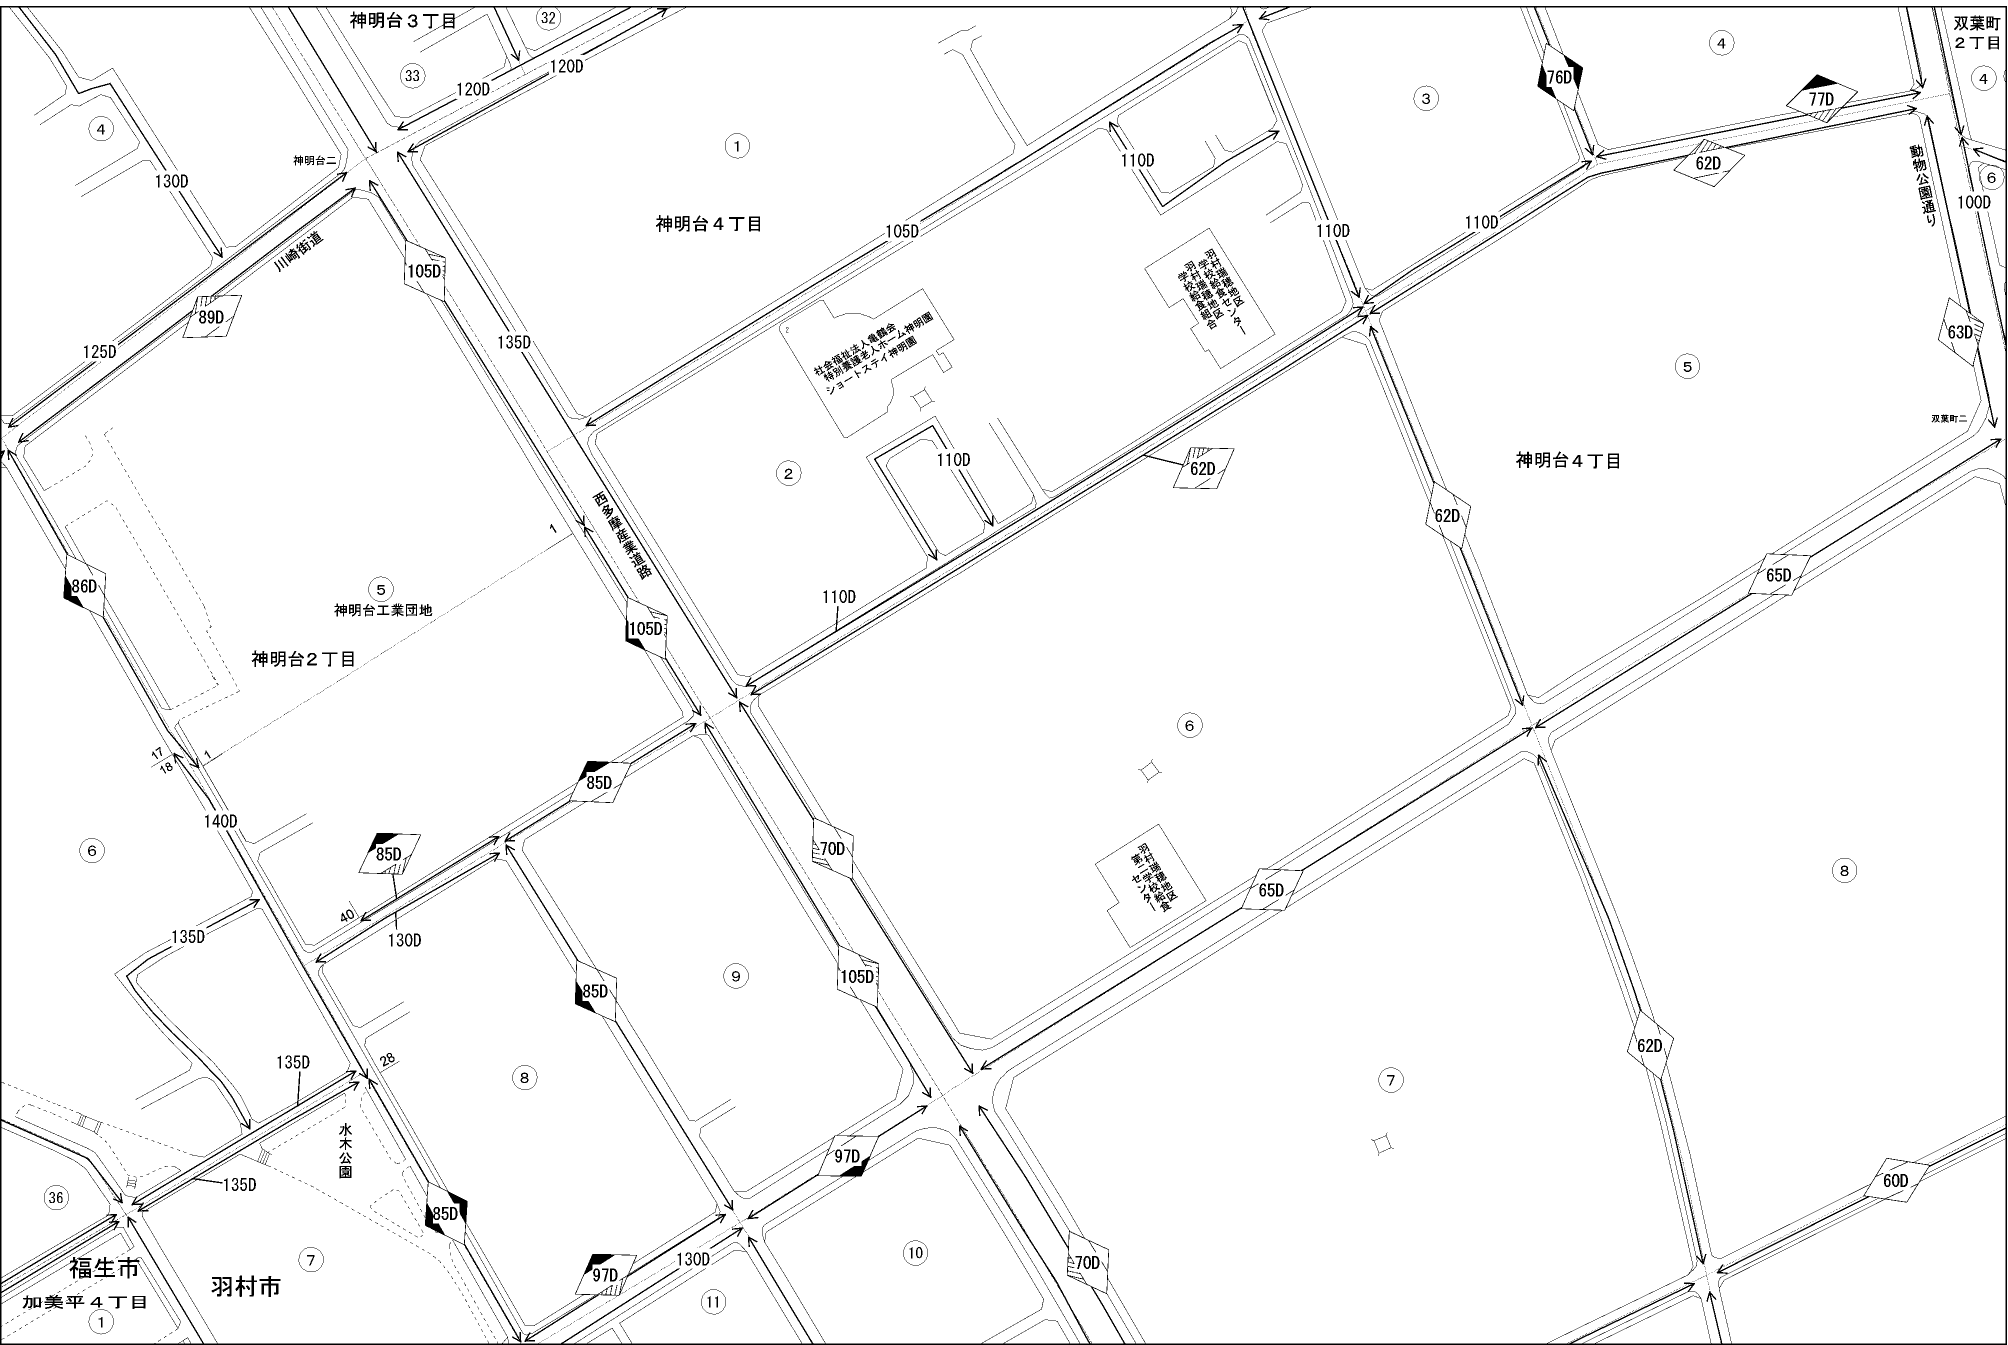 神明台３丁目
32
33
120D
120D
4
130D
神明台二
川崎街道
89D
125D
105D
135D
1
神明台４丁目
105D
110D
110D
3
76D
4
77D
62D
双葉町
２丁目
4
6
動物公園通り
100D
63D
双葉町二
110D
羽村瑞穂地区
学校給食センター
羽村瑞穂地区
学校給食組合
社会福祉法人亀鶴会
特別養護老人ホーム神明園
ショートステイ神明園
2
110D
2
62D
5
神明台４丁目
62D
65D
西多摩産業道路
1
86D
5
神明台工業団地
神明台２丁目
105D
110D
17
18
1
140D
85D
85D
40
130D
6
135D
70D
6
羽村瑞穂地区
第二学校給食
センター
65D
8
105D
9
85D
28
135D
8
水木公園
135D
62D
7
60D
97D
85D
36
福生市
加美平４丁目
1
羽村市
7
97D
130D
10
11
70D